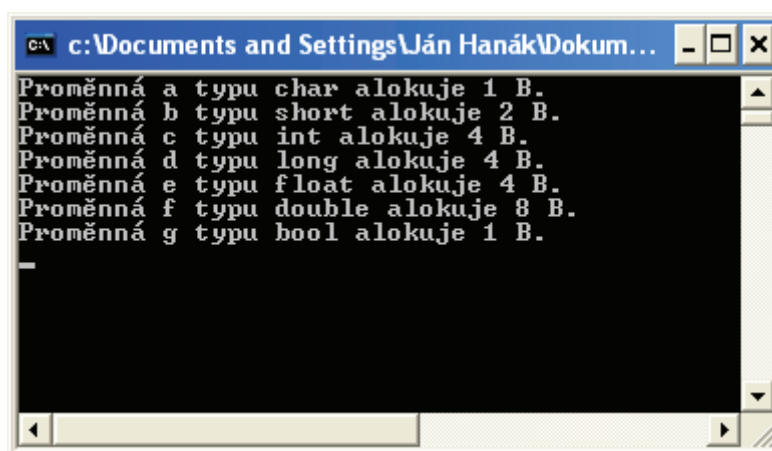 c:\Documents and Settings\Ján Hanák\Dokum...
Proměnná a typu char alokuje 1 B.
Proměnná b typu short alokuje 2 B.
Proměnná c typu int alokuje 4 B.
Proměnná d typu long alokuje 4 B.
Proměnná e typu float alokuje 4 B.
Proměnná f typu double alokuje 8 B.
Proměnná g typu bool alokuje 1 B.